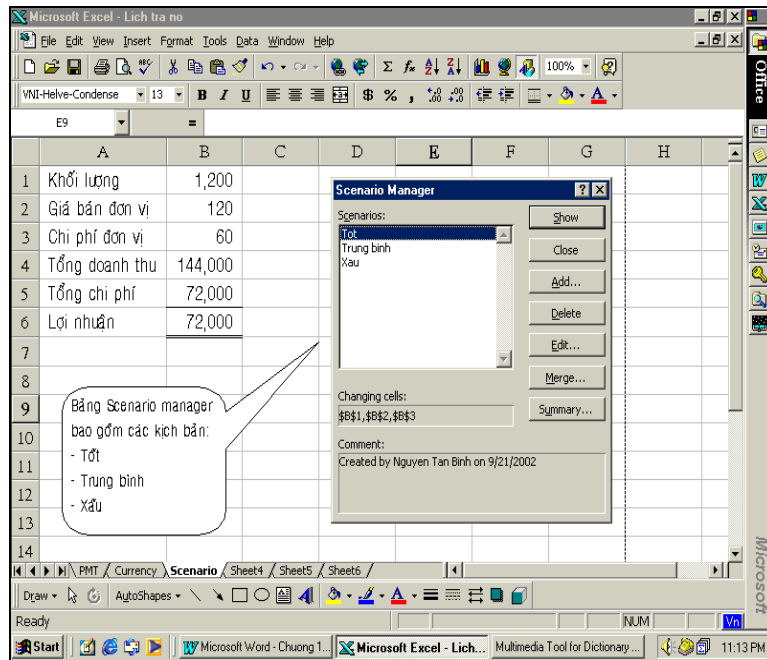 Microsoft Excel - Lich tra no
File Edit View Insert Format Tools Data Window Help
100%
VNI-Helve-Condense 13 B I U $ % ,
E9 =
A B C D E F G H
1 Khối lượng 1,200
2 Giá bán đơn vị 120
3 Chi phí đơn vị 60
4 Tổng doanh thu 144,000
5 Tổng chi phí 72,000
6 Lợi nhuận 72,000
7
8
9
10
11
12
13
14
Bảng Scenario manager
bao gồm các kịch bản:
- Tốt
- Trung bình
- Xấu
Scenario Manager
Scenarios:
Tot
Trung binh
Xau
Show
Close
Add...
Delete
Edit...
Merge...
Summary...
Changing cells:
$B$1,$B$2,$B$3
Comment:
Created by Nguyen Tan Binh on 9/21/2002
PMT Currency Scenario Sheet4 Sheet5 Sheet6
Draw AutoShapes
Ready NUM Vn
Start Microsoft Word - Chuong 1... Microsoft Excel - Lich... Multimedia Tool for Dictionary ... 11:13 PM
Office
Microsoft